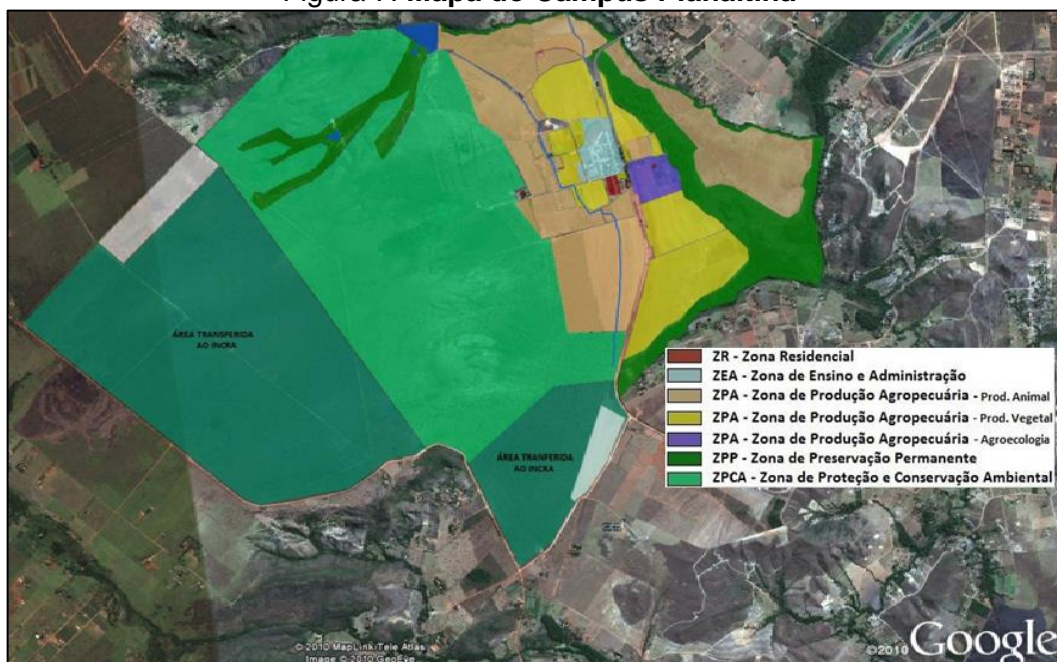 Mapa do Campus Planaltina
ÁREA TRANSFERIDA
AO INCRA
ÁREA TRANFERIDA
AO INCRA
ZR - Zona Residencial
ZEA - Zona de Ensino e Administração
ZPA - Zona de Produção Agropecuária - Prod. Animal
ZPA - Zona de Produção Agropecuária - Prod. Vegetal
ZPA - Zona de Produção Agropecuária - Agroecologia
ZPP - Zona de Preservação Permanente
ZPCA - Zona de Proteção e Conservação Ambiental
© 2010 MapLink/Tele Atlas
Image © 2010 GeoEye
©2010 Google